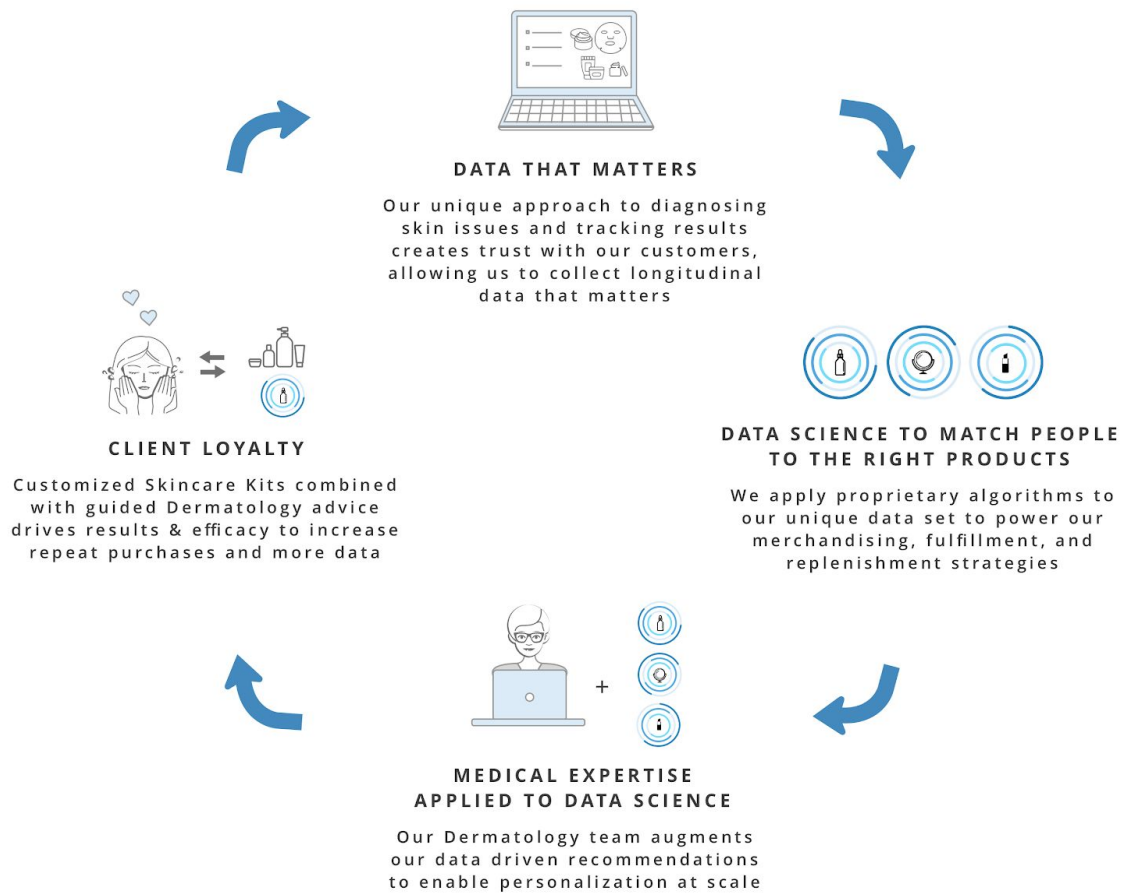 DATA THAT MATTERS
Our unique approach to diagnosing
skin issues and tracking results
creates trust with our customers,
allowing us to collect longitudinal
data that matters
DATA SCIENCE TO MATCH PEOPLE
TO THE RIGHT PRODUCTS
We apply proprietary algorithms to
our unique data set to power our
merchandising, fulfillment, and
replenishment strategies
+
MEDICAL EXPERTISE
APPLIED TO DATA SCIENCE
Our Dermatology team augments
our data driven recommendations
to enable personalization at scale
CLIENT LOYALTY
Customized Skincare Kits combined
with guided Dermatology advice
drives results & efficacy to increase
repeat purchases and more data